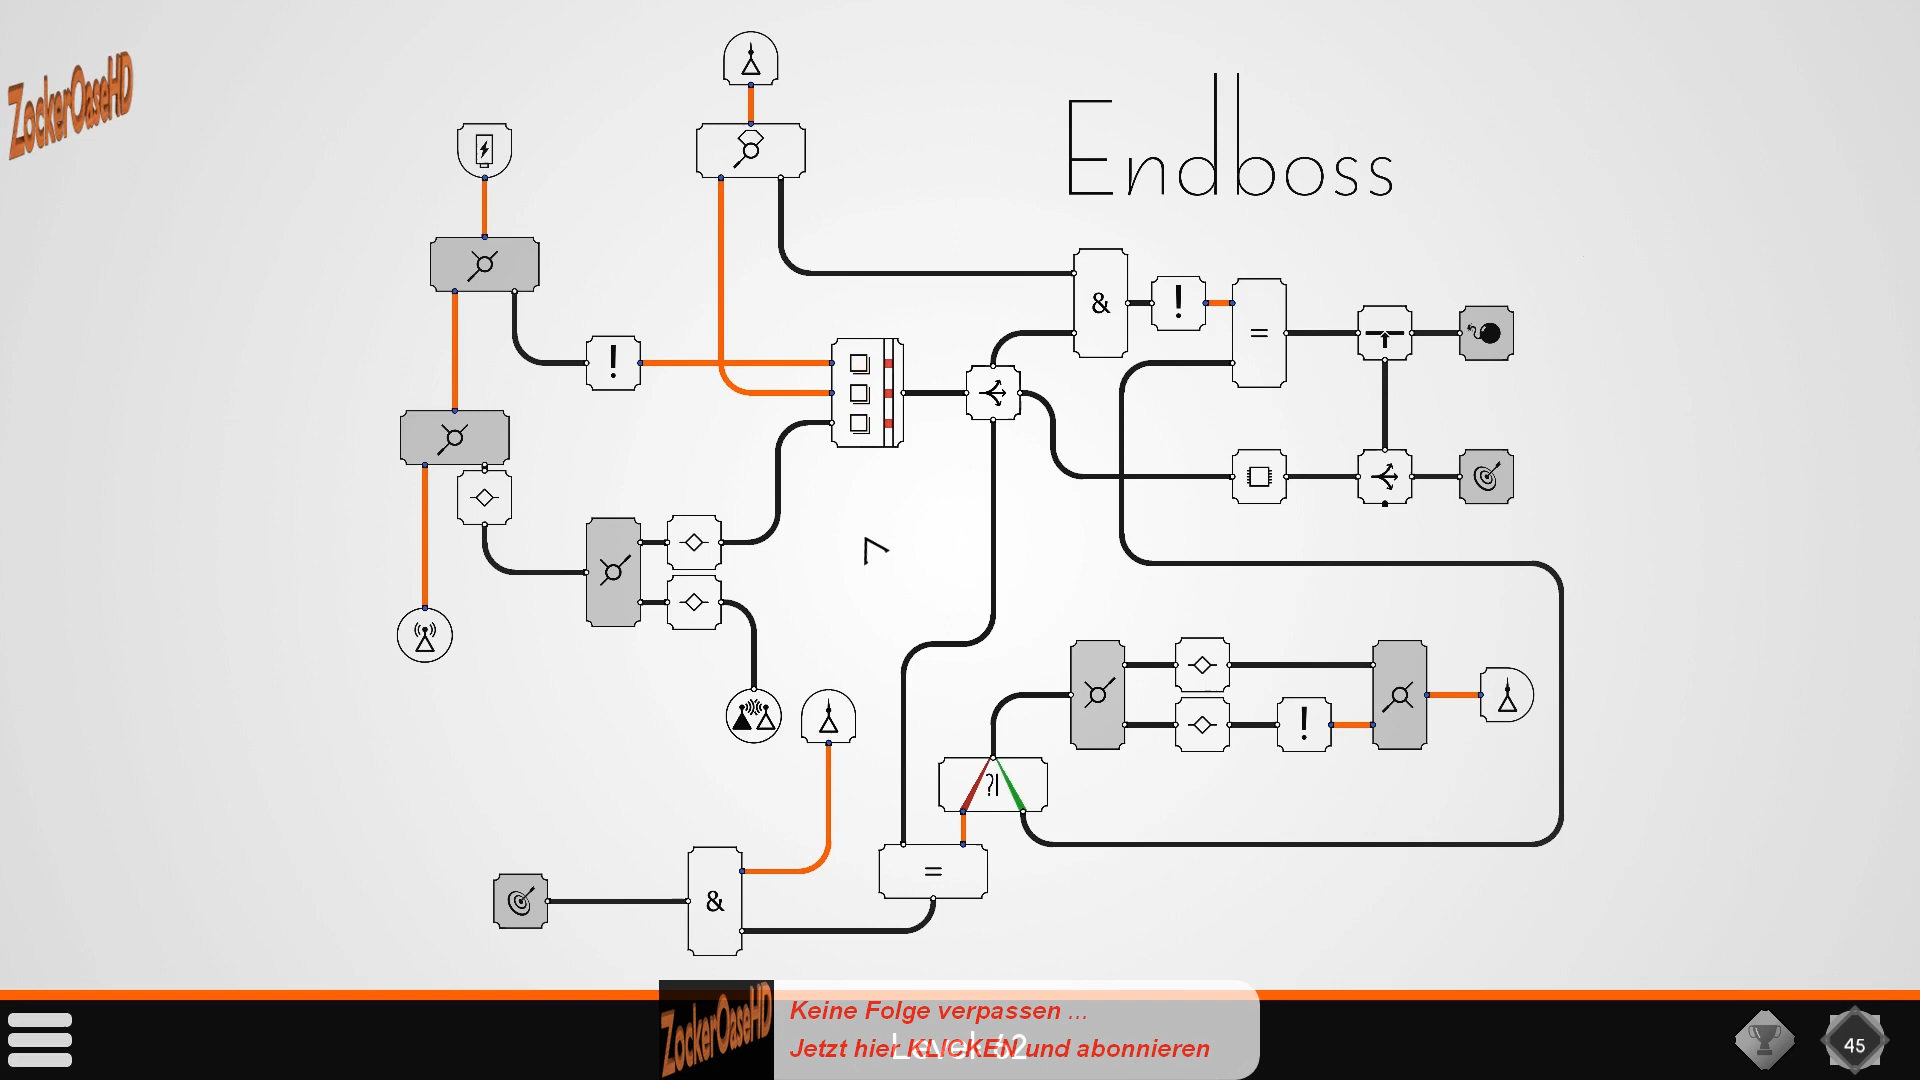 ZockerOaseHD
Endboss
&
!
=
!
?|
!
=
&
ZockerOaseHD
Keine Folge verpassen ...
Jetzt hier KLICKEN und abonnieren
45